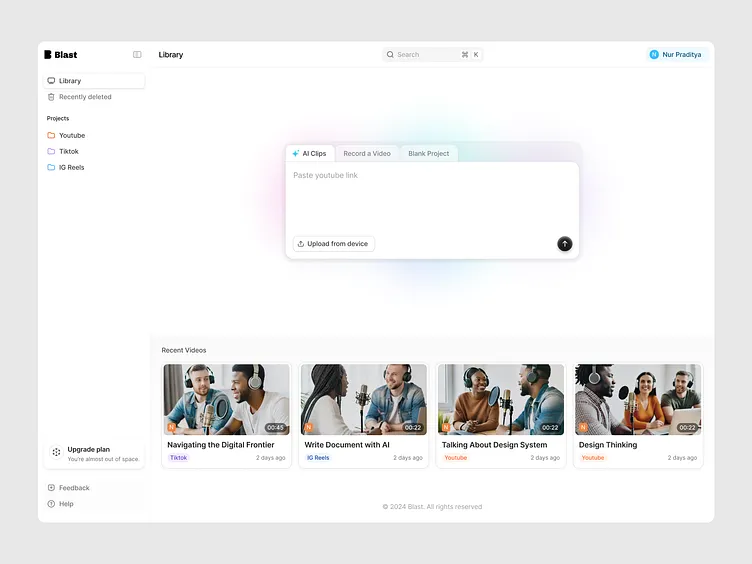 Blast
Library
Search
⌘ K
N Nur Praditya
Library
Recently deleted
Projects
Youtube
Tiktok
IG Reels
AI Clips
Record a Video
Blank Project
Paste youtube link
Upload from device
Recent Videos
N 00:45
Navigating the Digital Frontier
Tiktok 2 days ago
N 00:22
Write Document with AI
IG Reels 2 days ago
N 00:22
Talking About Design System
Youtube 2 days ago
N 00:22
Design Thinking
Youtube 2 days ago
Upgrade plan
You're almost out of space.
Feedback
Help
© 2024 Blast. All rights reserved